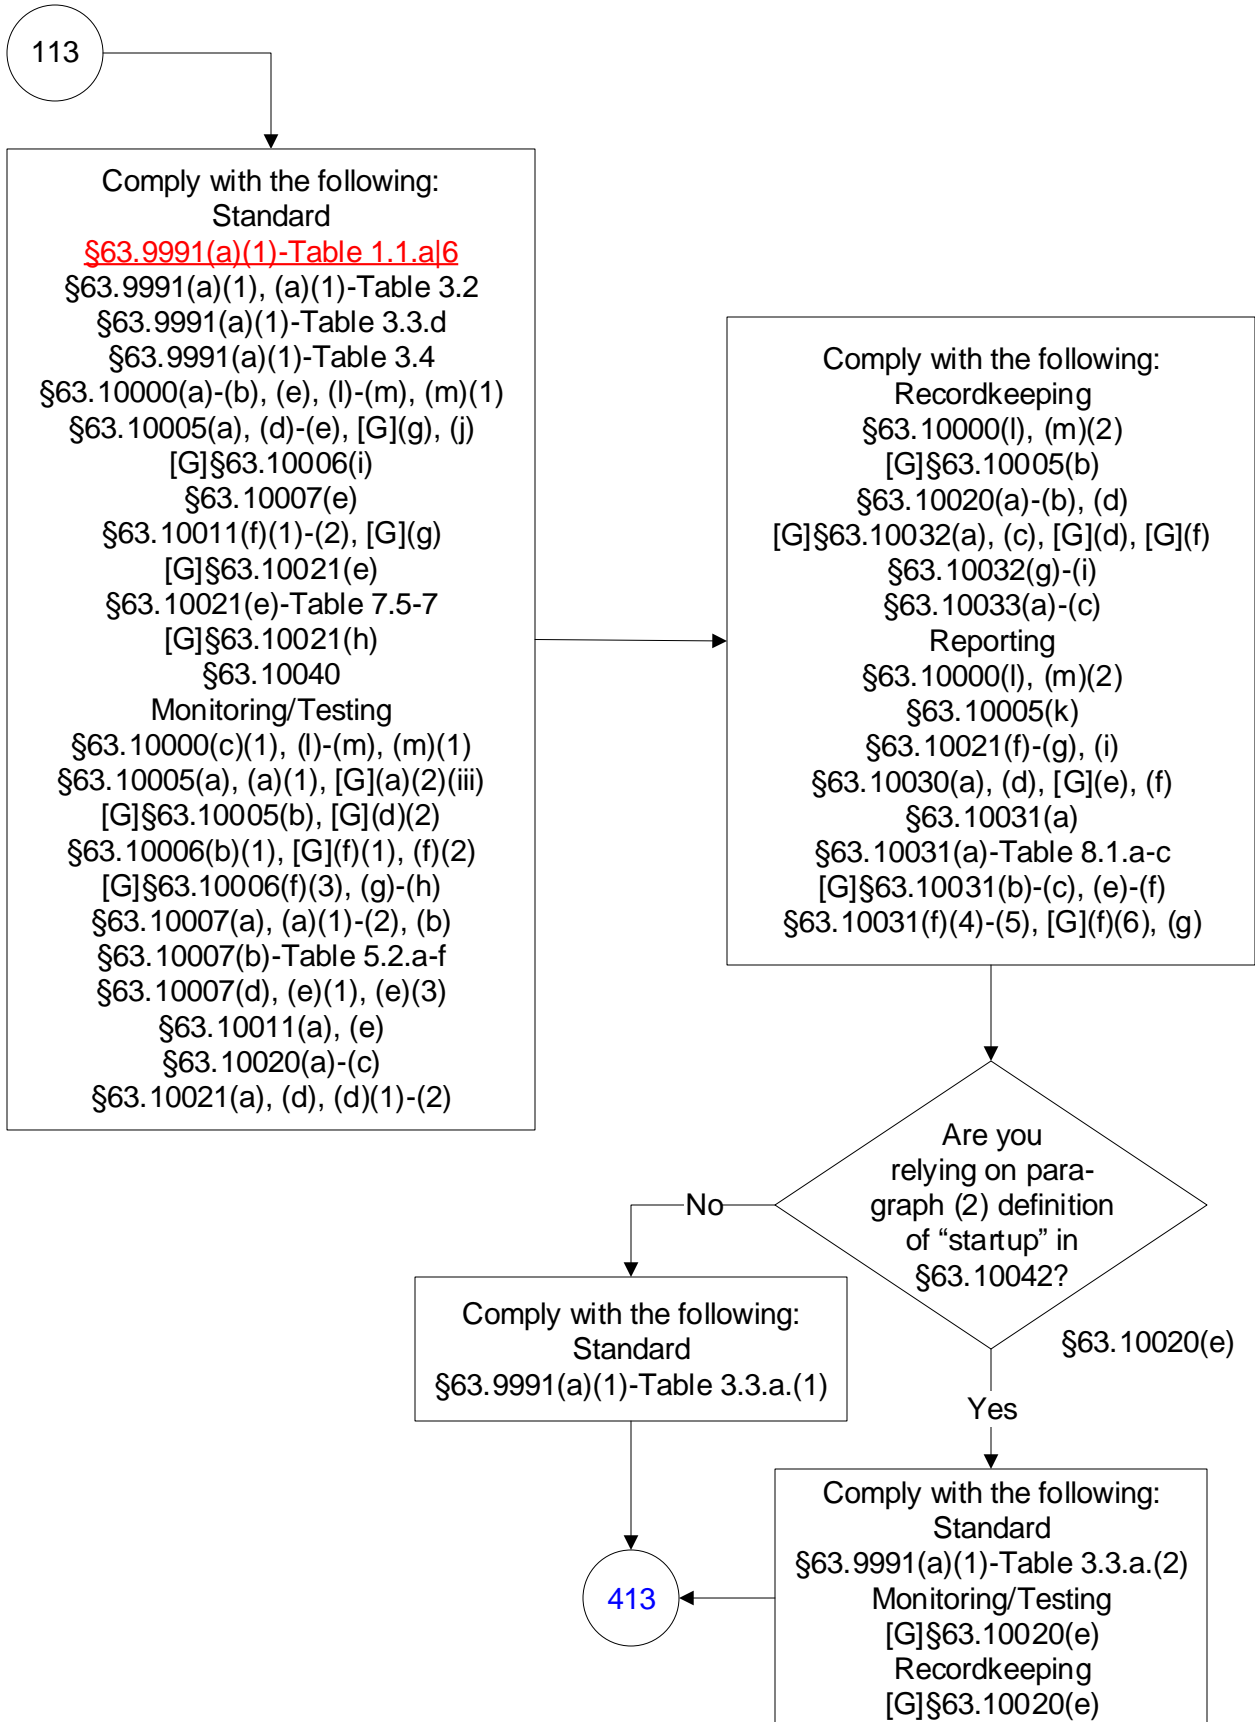 113
Comply with the following:
Standard
§63.9991(a)(1)-Table 1.1.a|6
§63.9991(a)(1), (a)(1)-Table 3.2
§63.9991(a)(1)-Table 3.3.d
§63.9991(a)(1)-Table 3.4
§63.10000(a)-(b), (e), (l)-(m), (m)(1)
§63.10005(a), (d)-(e), [G](g), (j)
[G]§63.10006(i)
§63.10007(e)
§63.10011(f)(1)-(2), [G](g)
[G]§63.10021(e)
§63.10021(e)-Table 7.5-7
[G]§63.10021(h)
§63.10040
Monitoring/Testing
§63.10000(c)(1), (l)-(m), (m)(1)
§63.10005(a), (a)(1), [G](a)(2)(iii)
[G]§63.10005(b), [G](d)(2)
§63.10006(b)(1), [G](f)(1), (f)(2)
[G]§63.10006(f)(3), (g)-(h)
§63.10007(a), (a)(1)-(2), (b)
§63.10007(b)-Table 5.2.a-f
§63.10007(d), (e)(1), (e)(3)
§63.10011(a), (e)
§63.10020(a)-(c)
§63.10021(a), (d), (d)(1)-(2)
Comply with the following:
Recordkeeping
§63.10000(l), (m)(2)
[G]§63.10005(b)
§63.10020(a)-(b), (d)
[G]§63.10032(a), (c), [G](d), [G](f)
§63.10032(g)-(i)
§63.10033(a)-(c)
Reporting
§63.10000(l), (m)(2)
§63.10005(k)
§63.10021(f)-(g), (i)
§63.10030(a), (d), [G](e), (f)
§63.10031(a)
§63.10031(a)-Table 8.1.a-c
[G]§63.10031(b)-(c), (e)-(f)
§63.10031(f)(4)-(5), [G](f)(6), (g)
Are you
relying on para-
graph (2) definition
of “startup” in
§63.10042?
§63.10020(e)
No
Comply with the following:
Standard
§63.9991(a)(1)-Table 3.3.a.(1)
Yes
Comply with the following:
Standard
§63.9991(a)(1)-Table 3.3.a.(2)
Monitoring/Testing
[G]§63.10020(e)
Recordkeeping
[G]§63.10020(e)
413